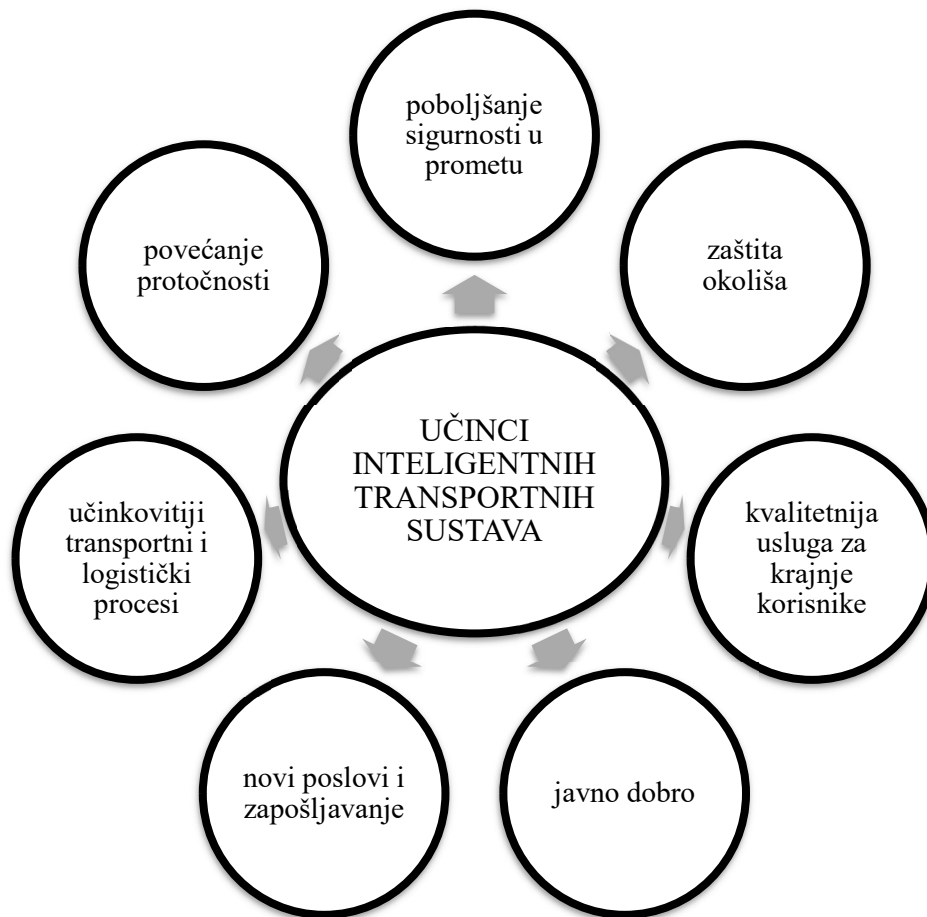 poboljšanje
sigurnosti u
prometu
povećanje
protočnosti
zaštita
okoliša
UČINCI
INTELIGENTNIH
TRANSPORTNIH
SUSTAVA
učinkovitiji
transportni i
logistički
procesi
kvalitetnija
usluga za
krajnje
korisnike
novi poslovi i
zapošljavanje
javno dobro